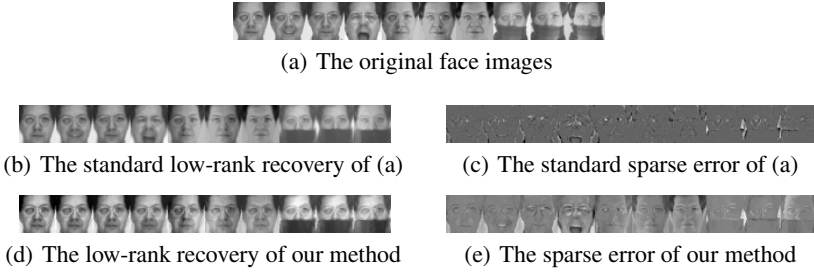 (a) The original face images
(b) The standard low-rank recovery of (a)
(c) The standard sparse error of (a)
(d) The low-rank recovery of our method
(e) The sparse error of our method